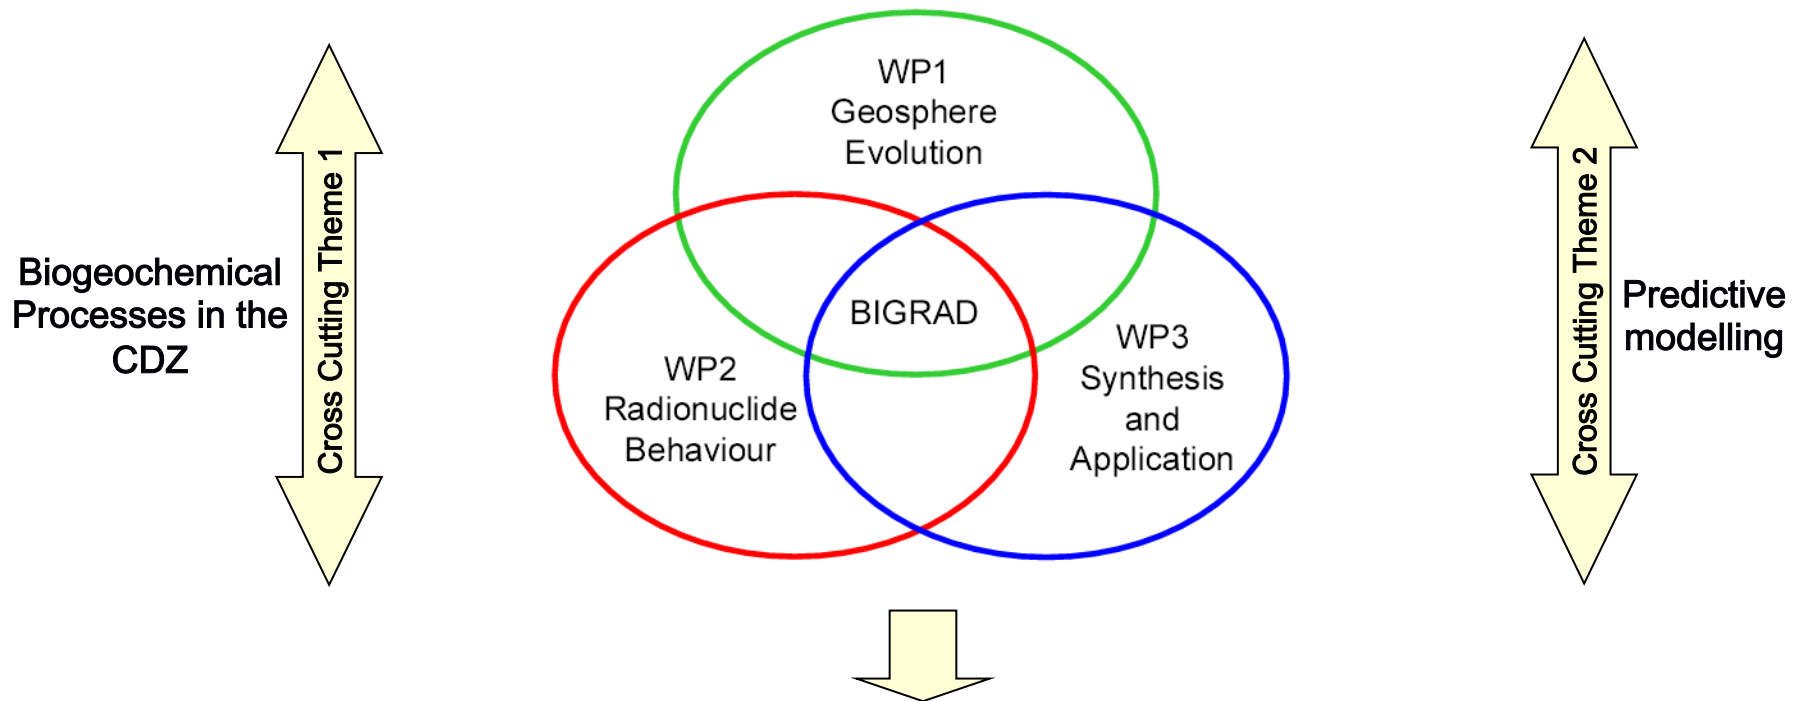 Biogeochemical
Processes in the
CDZ
Cross Cutting Theme 1
WP1
Geosphere
Evolution
BIGRAD
WP2
Radionuclide
Behaviour
WP3
Synthesis
and
Application
Cross Cutting Theme 2
Predictive
modelling